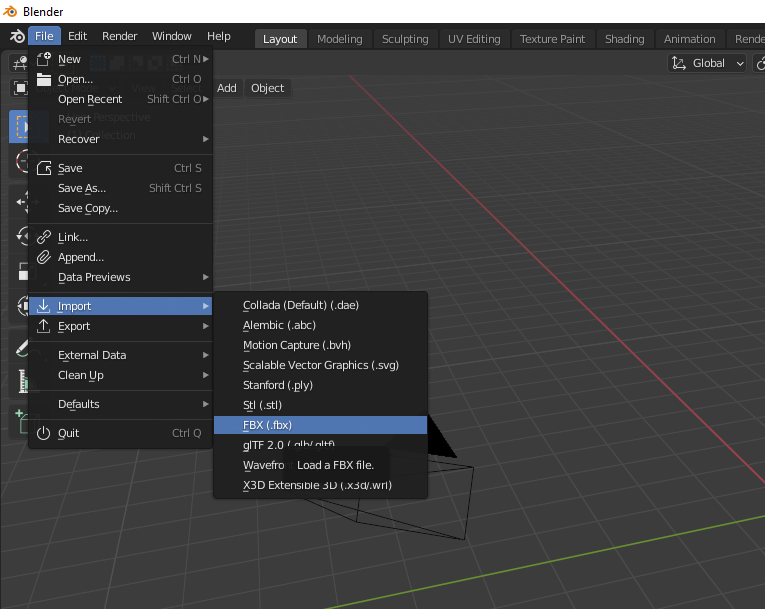 Blender
File Edit Render Window Help Layout Modeling Sculpting UV Editing Texture Paint Shading Animation Rende
Global
Add Object
New Ctrl N
Open... Ctrl O
Open Recent Shift Ctrl O
Revert
Recover
Save Ctrl S
Save As... Shift Ctrl S
Save Copy...
Link...
Append...
Data Previews
Import
Export
External Data
Clean Up
Defaults
Quit Ctrl Q
Collada (Default) (.dae)
Alembic (.abc)
Motion Capture (.bvh)
Scalable Vector Graphics (.svg)
Stanford (.ply)
Stl (.stl)
FBX (.fbx)
glTF 2.0 (.glb/.gltf)
Wavefro Load a FBX file.
X3D Extensible 3D (.x3d/.wrl)